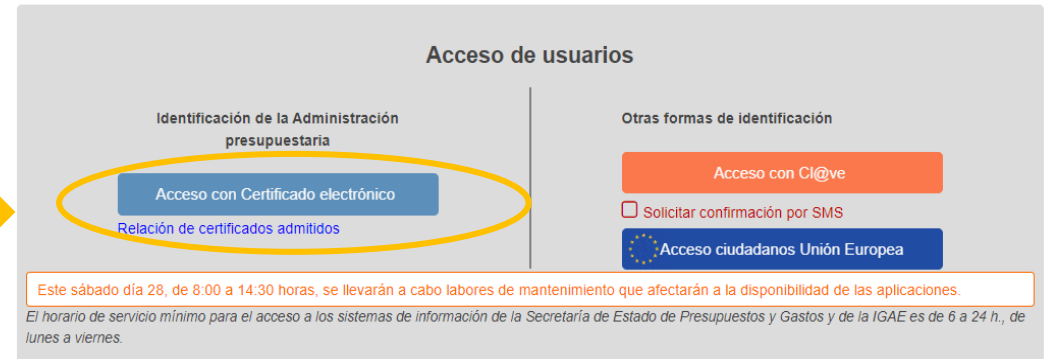 Acceso de usuarios
Identificación de la Administración
presupuestaria
Acceso con Certificado electrónico
Relación de certificados admitidos
Otras formas de identificación
Acceso con Cl@ve
Solicitar confirmación por SMS
Acceso ciudadanos Unión Europea
Este sábado día 28, de 8:00 a 14:30 horas, se llevarán a cabo labores de mantenimiento que afectarán a la disponibilidad de las aplicaciones.
El horario de servicio mínimo para el acceso a los sistemas de información de la Secretaría de Estado de Presupuestos y Gastos y de la IGAE es de 6 a 24 h., de
lunes a viernes.